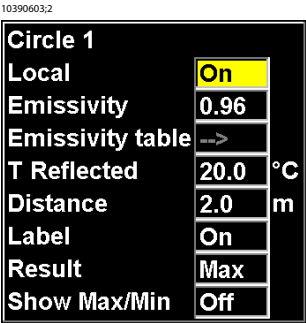 10390603;2
Circle 1
Local On
Emissivity 0.96
Emissivity table -->
T Reflected 20.0 °C
Distance 2.0 m
Label On
Result Max
Show Max/Min Off